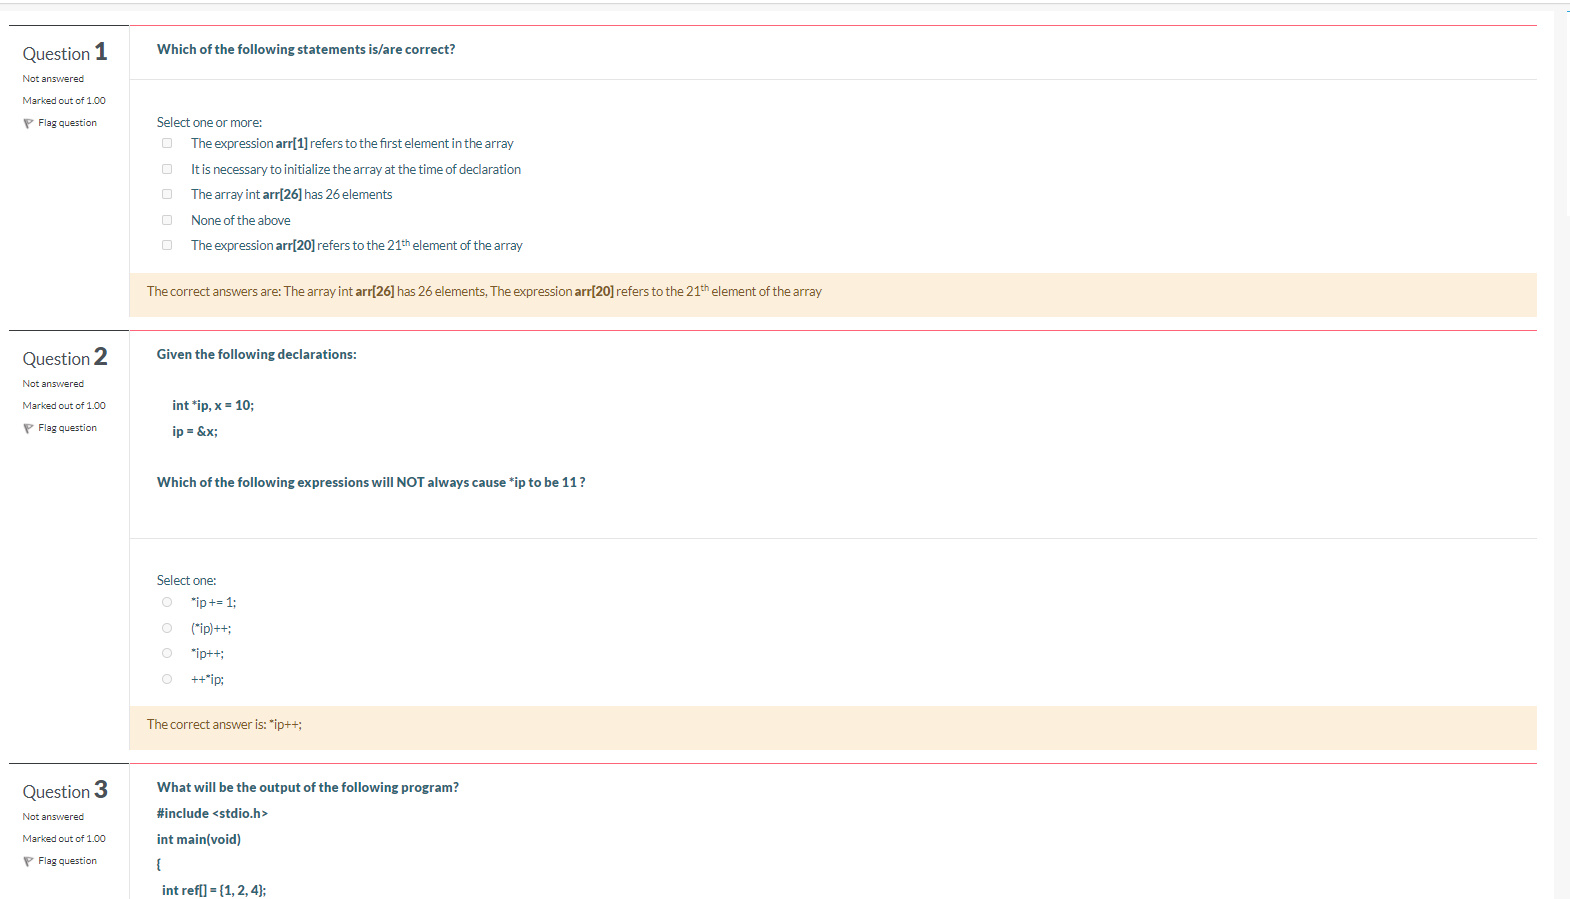 Question 1
Not answered
Marked out of 1.00
Flag question
Which of the following statements is/are correct?
Select one or more:
The expression arr[1] refers to the first element in the array
It is necessary to initialize the array at the time of declaration
The array int arr[26] has 26 elements
None of the above
The expression arr[20] refers to the 21th element of the array
The correct answers are: The array int arr[26] has 26 elements, The expression arr[20] refers to the 21th element of the array
Question 2
Not answered
Marked out of 1.00
Flag question
Given the following declarations:
int *ip, x = 10;
ip = &x;
Which of the following expressions will NOT always cause *ip to be 11 ?
Select one:
*ip += 1;
(*ip)++;
*ip++;
++*ip;
The correct answer is: *ip++;
Question 3
Not answered
Marked out of 1.00
Flag question
What will be the output of the following program?
#include <stdio.h>
int main(void)
{
int ref[] = {1, 2, 4};